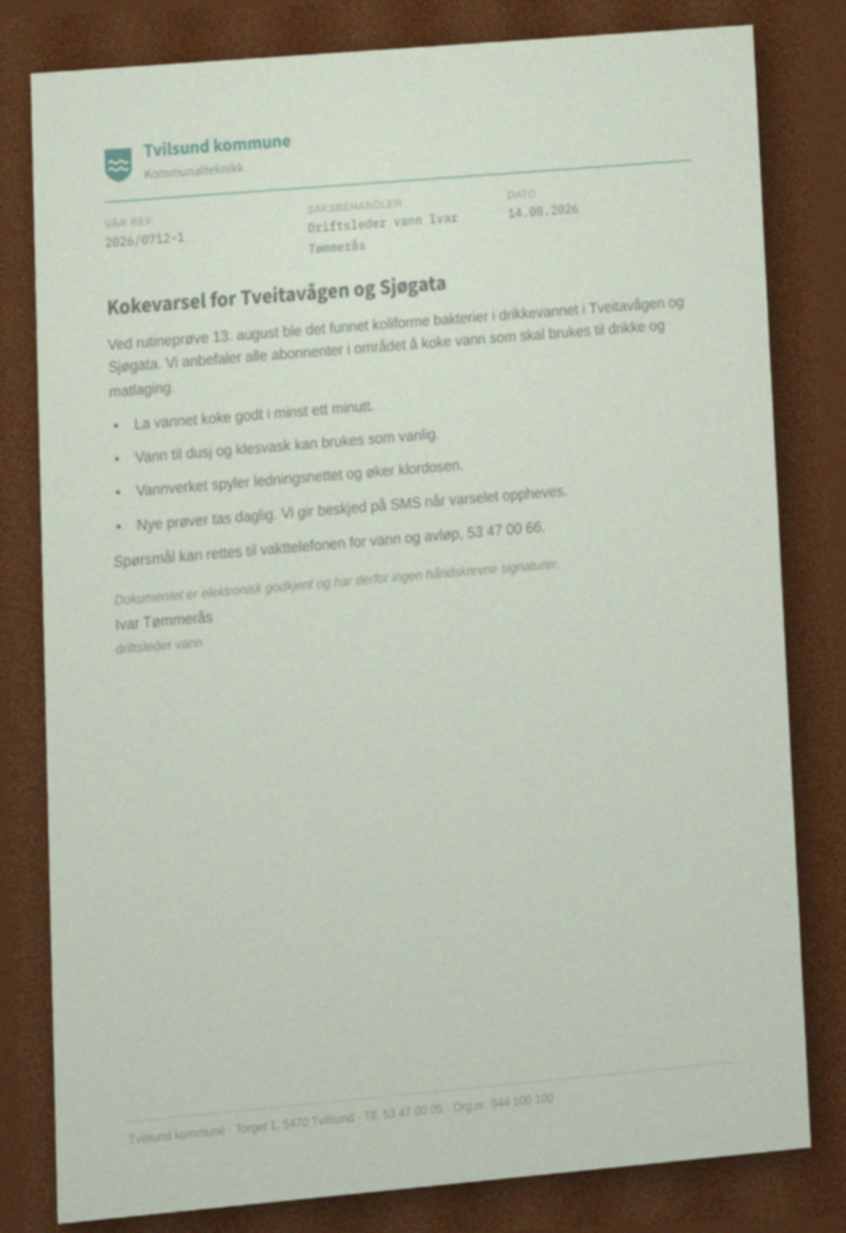 Tvilsund kommune
Kommunalteknikk
VÅR REF.
2026/0712-1
SAKSBEHANDLER
Driftsleder vann Ivar
Tømmerås
DATO
14.08.2026
Kokevarsel for Tveitavågen og Sjøgata
Ved rutineprøve 13. august ble det funnet koliforme bakterier i drikkevannet i Tveitavågen og
Sjøgata. Vi anbefaler alle abonnenter i området å koke vann som skal brukes til drikke og
matlaging.
• La vannet koke godt i minst ett minutt.
• Vann til dusj og klesvask kan brukes som vanlig.
• Vannverket spyler ledningsnettet og øker klordosen.
• Nye prøver tas daglig. Vi gir beskjed på SMS når varselet oppheves.
Spørsmål kan rettes til vakttelefonen for vann og avløp, 53 47 00 66.
Dokumentet er elektronisk godkjent og har derfor ingen håndskrevne signaturer.
Ivar Tømmerås
driftsleder vann
Tvilsund kommune · Torget 1, 5470 Tvilsund · Tlf. 53 47 00 05 · Org.nr. 944 100 100